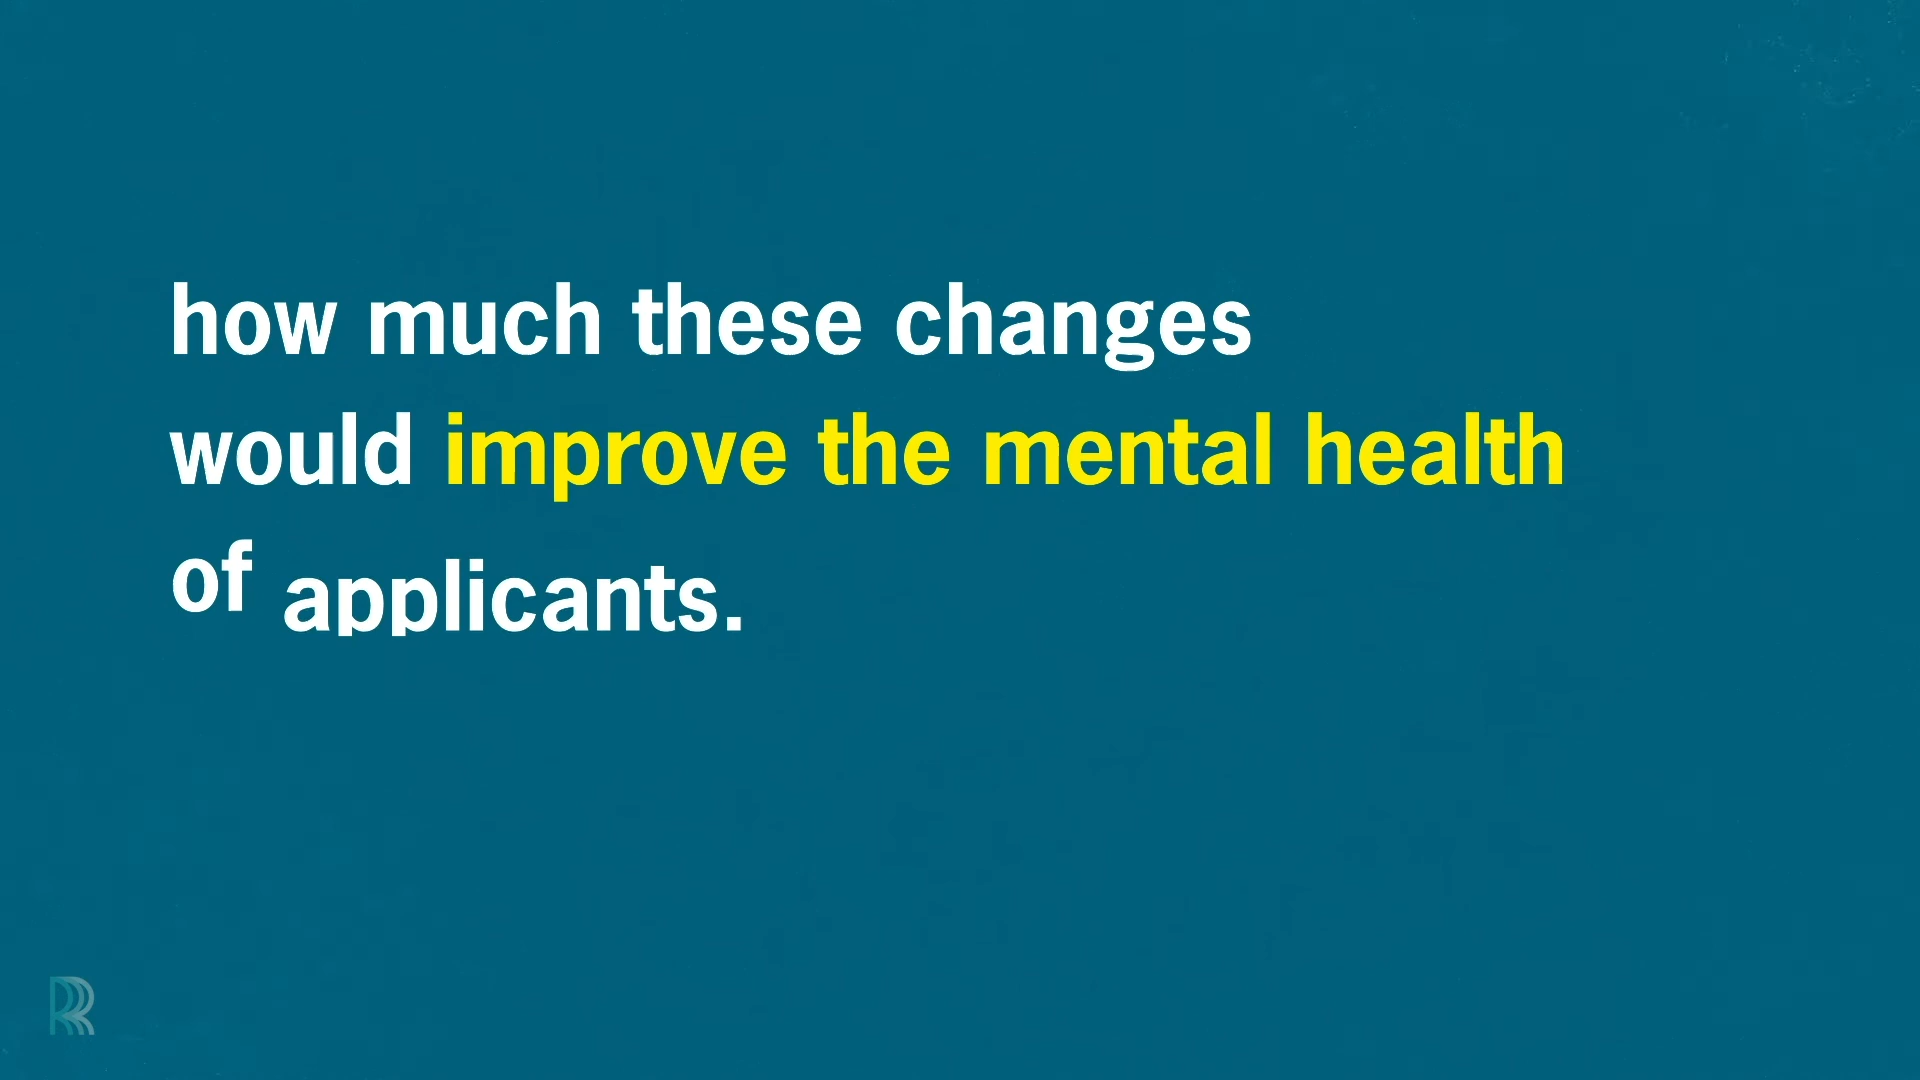 how much these changes
would improve the mental health
of applicants.